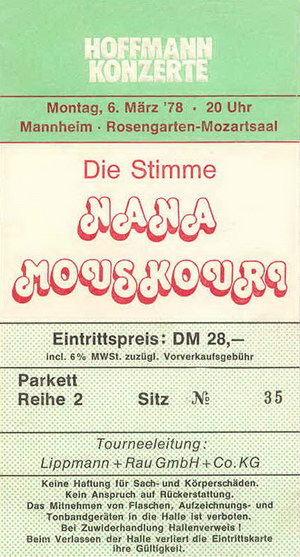 HOFFMANN
KONZERTE
Montag, 6. März '78 · 20 Uhr
Mannheim · Rosengarten-Mozartsaal
Die Stimme
NANA
MOUSKOURI
Eintrittspreis: DM 28,—
incl. 6% MWSt. zuzügl. Vorverkaufsgebühr
Parkett
Reihe 2 Sitz № 35
Tourneeleitung:
Lippmann + Rau GmbH + Co. KG
Keine Haftung für Sach- und Körperschäden.
Kein Anspruch auf Rückerstattung.
Das Mitnehmen von Flaschen, Aufzeichnungs- und
Tonbandgeräten in die Halle ist verboten.
Bei Zuwiderhandlung Hallenverweis !
Beim Verlassen der Halle verliert die Eintrittskarte
ihre Gültigkeit.